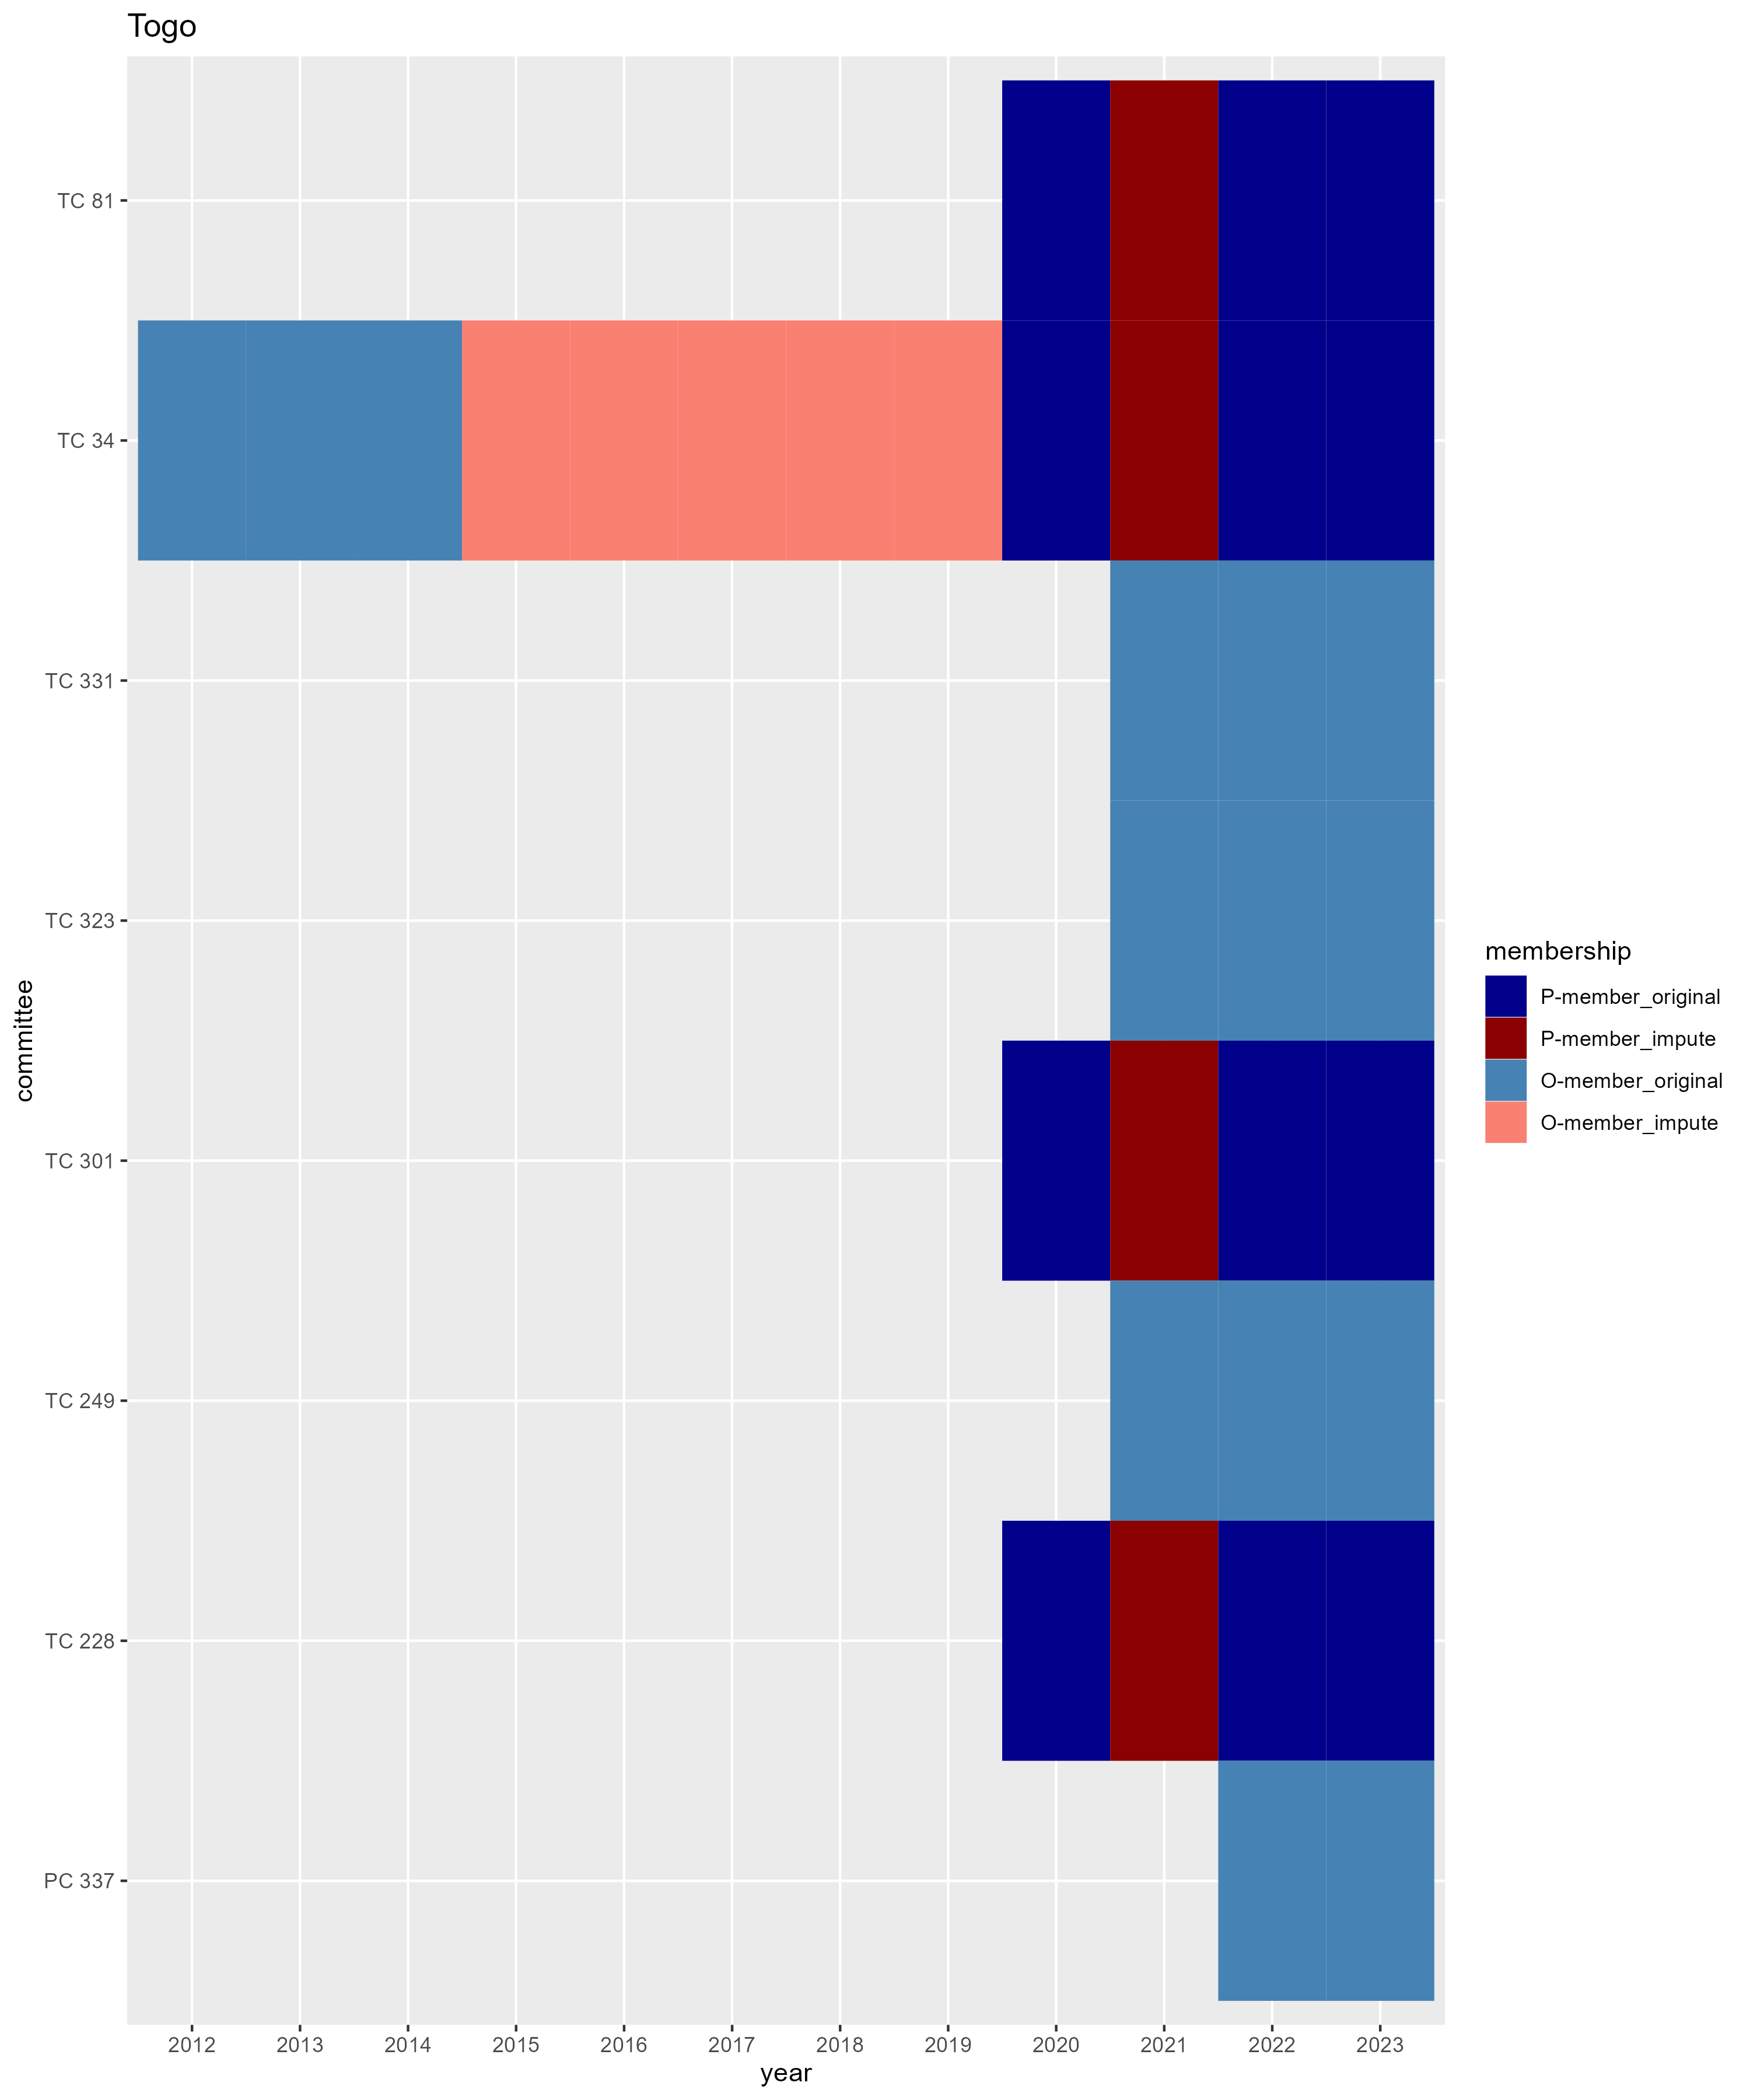 Togo
TC 81
TC 34
TC 331
TC 323
TC 301
TC 249
TC 228
PC 337
committee
2012 2013 2014 2015 2016 2017 2018 2019 2020 2021 2022 2023
year
membership
P-member_original
P-member_impute
O-member_original
O-member_impute